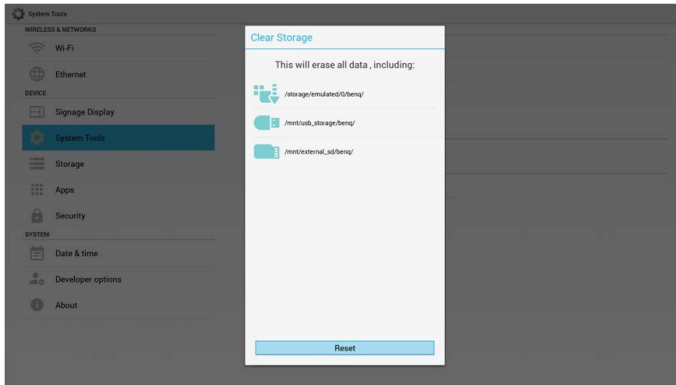 System Tools
WIRELESS & NETWORKS
Wi-Fi
Ethernet
DEVICE
Signage Display
System Tools
Storage
Apps
Security
SYSTEM
Date & time
Developer options
About
Clear Storage
This will erase all data , including:
/storage/emulated/0/benq/
/mnt/usb_storage/benq/
/mnt/external_sd/benq/
Reset